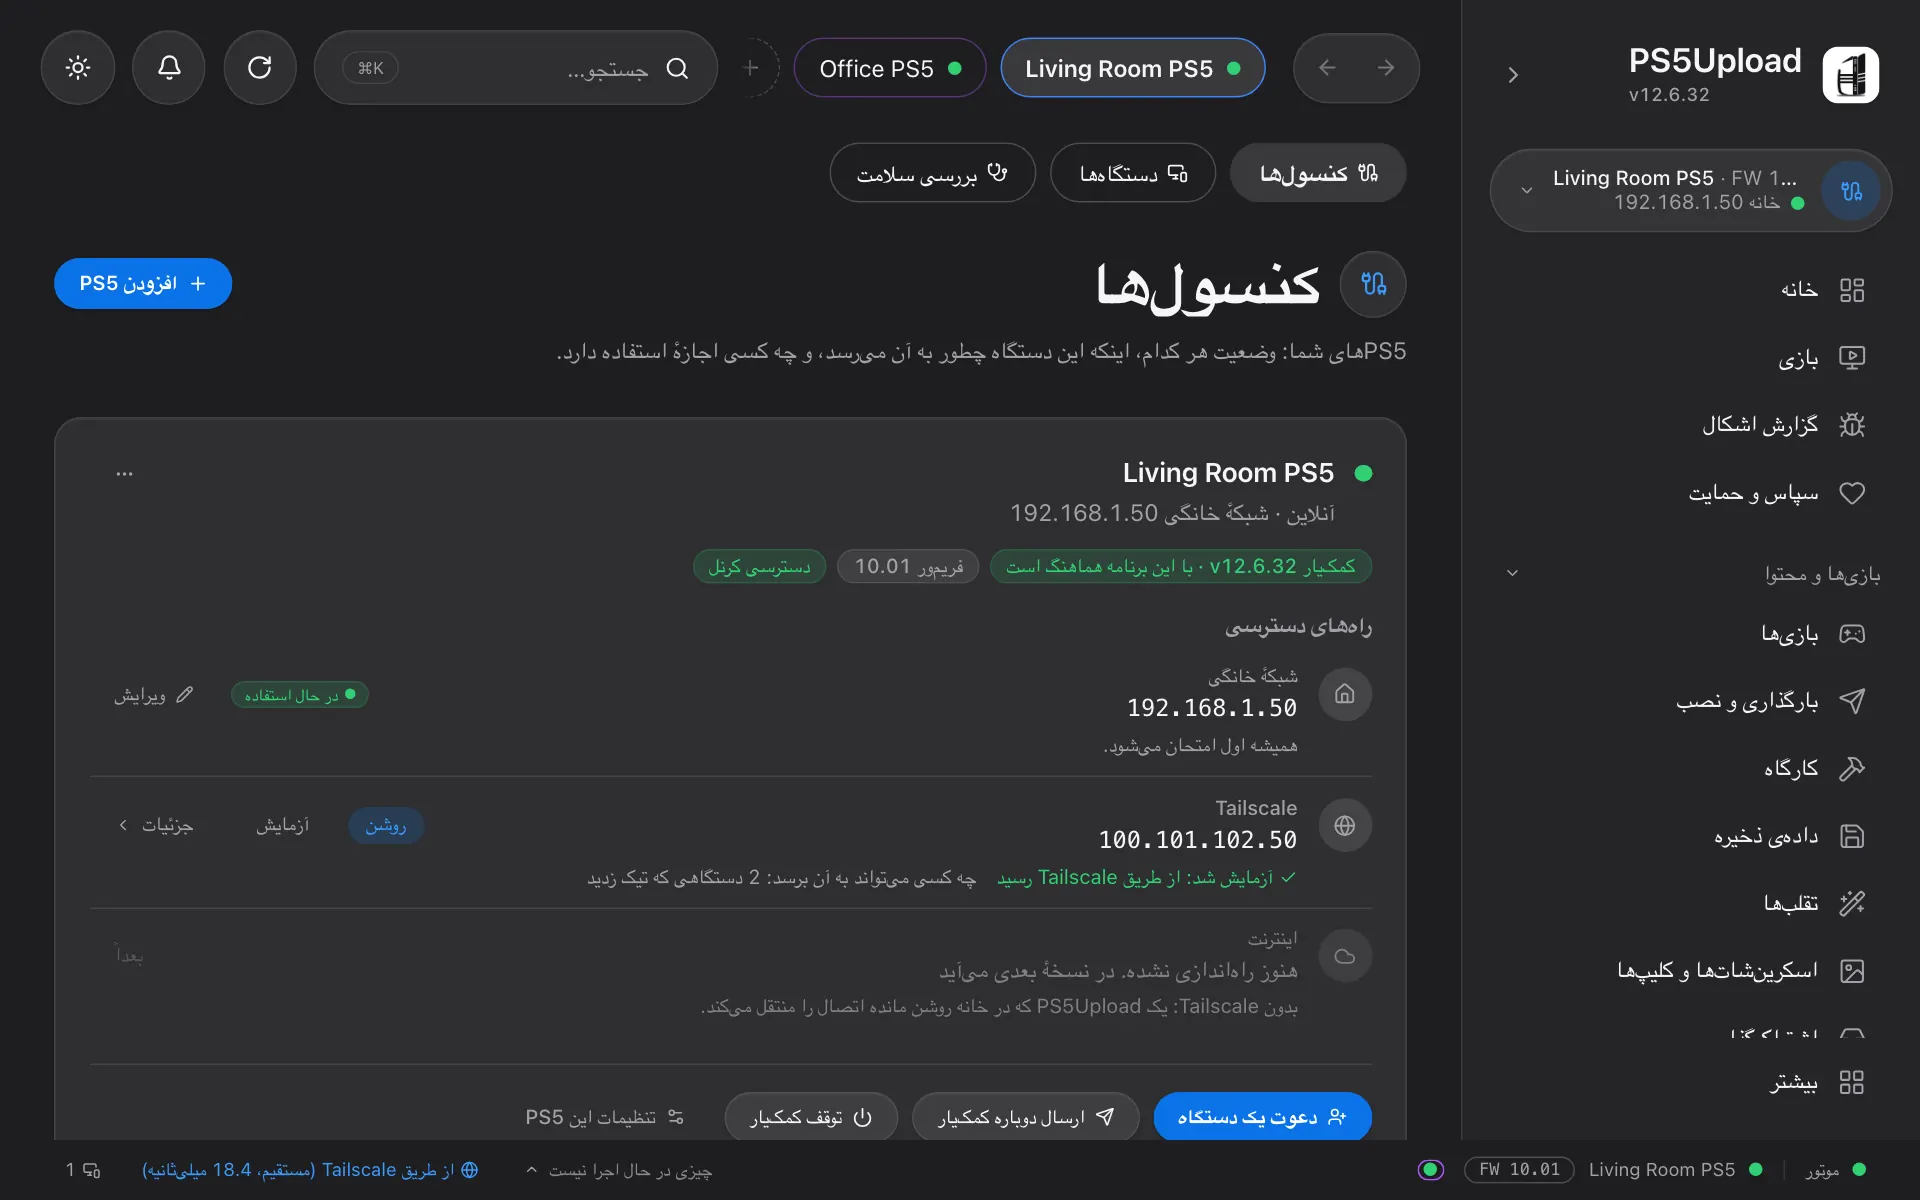 PS5Upload
v12.6.32
Living Room PS5 · FW 1...
خانه 192.168.1.50
خانه
بازی
گزارش اشکال
سپاس و حمایت
بازی‌ها و محتوا
بازی‌ها
بارگذاری و نصب
کارگاه
داده‌ی ذخیره
تقلب‌ها
اسکرین‌شات‌ها و کلیپ‌ها
بیشتر
Living Room PS5
Office PS5
جستجو...
⌘K
کنسول‌ها
دستگاه‌ها
بررسی سلامت
کنسول‌ها
افزودن PS5
PS5های شما: وضعیت هر کدام، اینکه این دستگاه چطور به آن می‌رسد، و چه کسی اجازهٔ استفاده دارد.
Living Room PS5
آنلاین · شبکهٔ خانگی 192.168.1.50
کمک‌یار v12.6.32 · با این برنامه هماهنگ است
فریم‌ور 10.01
دسترسی کرنل
راه‌های دسترسی
شبکهٔ خانگی
192.168.1.50
همیشه اول امتحان می‌شود.
در حال استفاده
ویرایش
Tailscale
100.101.102.50
آزمایش شد: از طریق Tailscale رسید
چه کسی می‌تواند به آن برسد: 2 دستگاهی که تیک زدید
روشن
آزمایش
جزئیات
اینترنت
هنوز راه‌اندازی نشده. در نسخهٔ بعدی می‌آید
بدون Tailscale: یک PS5Upload که در خانه روشن مانده اتصال را منتقل می‌کند.
بعداً
دعوت یک دستگاه
ارسال دوباره کمک‌یار
توقف کمک‌یار
تنظیمات این PS5
موتور
Living Room PS5
FW 10.01
چیزی در حال اجرا نیست
از طریق Tailscale (مستقیم، 18.4 میلی‌ثانیه)
1